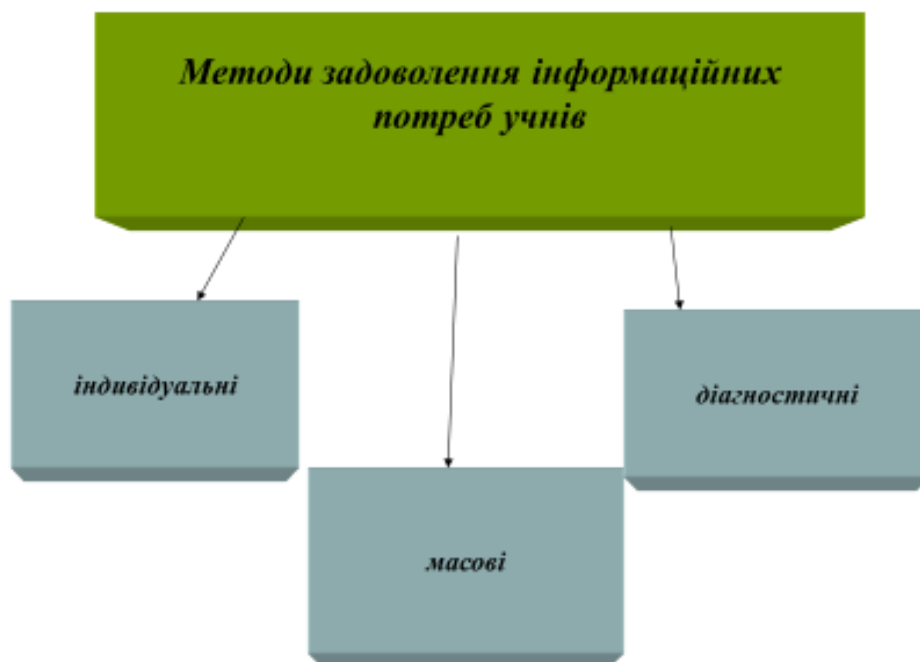 Методи задоволення інформаційних
потреб учнів
індивідуальні
діагностичні
масові